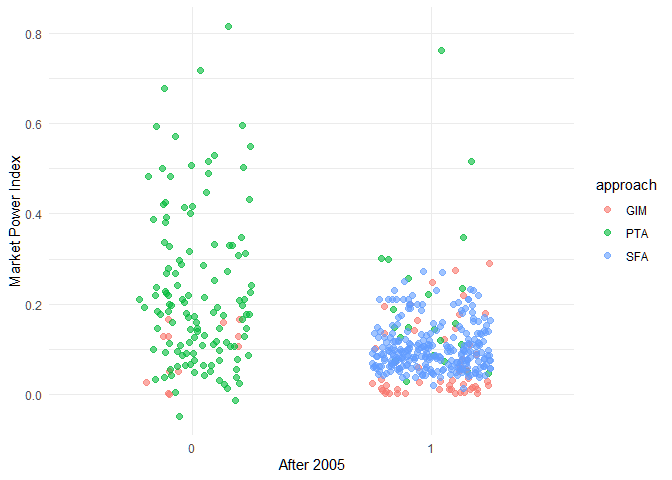 Market Power Index
0.8
0.6
0.4
0.2
0.0
0
1
After 2005
approach
GIM
PTA
SFA